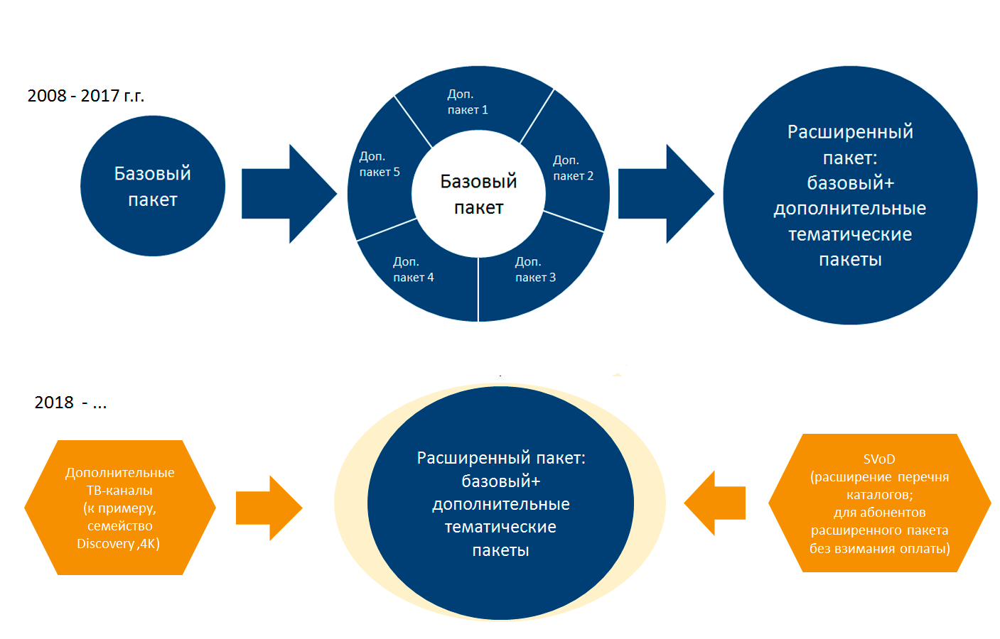 2008 - 2017 г.г.
Базовый
пакет
Доп.
пакет 1
Доп.
пакет 2
Доп.
пакет 3
Доп.
пакет 4
Доп.
пакет 5
Базовый
пакет
Расширенный
пакет:
базовый+
дополнительные
тематические
пакеты
2018 - ...
Дополнительные
ТВ-каналы
(к примеру,
семейство
Discovery ,4K)
Расширенный пакет:
базовый+
дополнительные
тематические
пакеты
SVoD
(расширение перечня
каталогов;
для абонентов
расширенного пакета
без взимания оплаты)